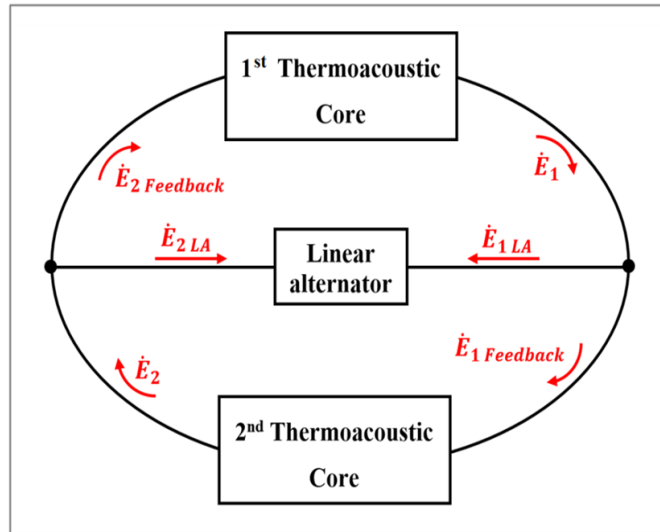 1st Thermoacoustic
Core
Ė1
Ė2 Feedback
Ė2 LA
Ė1 LA
Linear
alternator
Ė1 Feedback
Ė2
2nd Thermoacoustic
Core